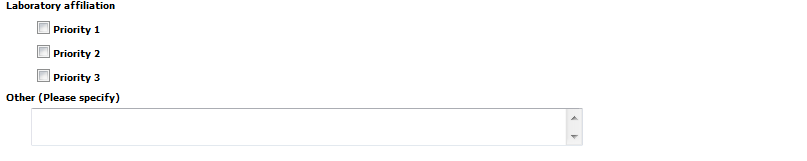 Laboratory affiliation
Priority 1
Priority 2
Priority 3
Other (Please specify)